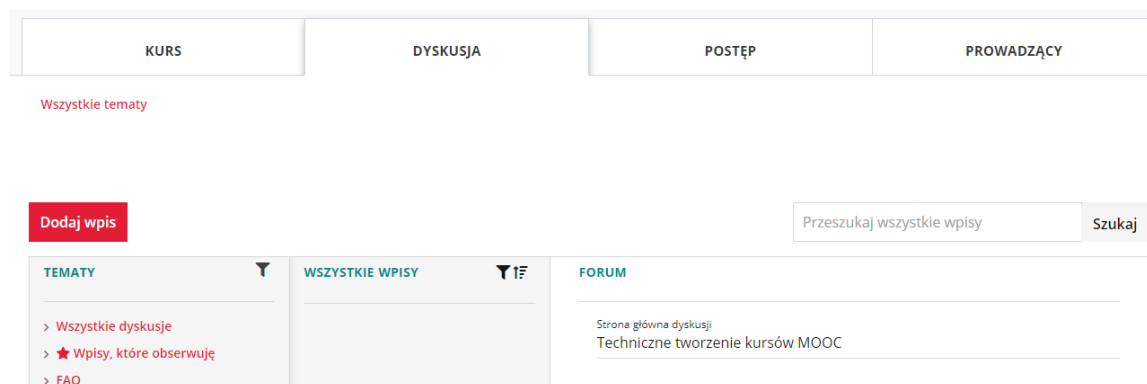 KURS
DYSKUSJA
POSTĘP
PROWADZĄCY
Wszystkie tematy
Dodaj wpis
Przeszukaj wszystkie wpisy
Szukaj
TEMATY
WSZYSTKIE WPISY
FORUM
Wszystkie dyskusje
Wpisy, które obserwuję
FAQ
Strona główna dyskusji
Techniczne tworzenie kursów MOOC